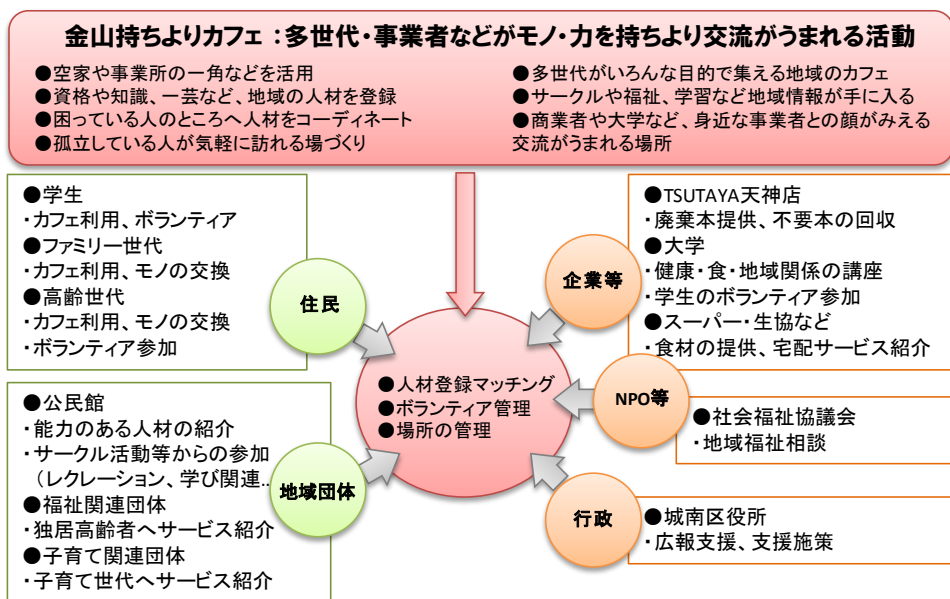 金山持ちよりカフェ：多世代・事業者などがモノ・力を持ちより交流がうまれる活動
●空家や事業所の一角などを活用
●資格や知識、一芸など、地域の人材を登録
●困っている人のところへ人材をコーディネート
●孤立している人が気軽に訪れる場づくり
●多世代がいろんな目的で集える地域のカフェ
●サークルや福祉、学習など地域情報が手に入る
●商業者や大学など、身近な事業者との顔がみえる
交流がうまれる場所
●学生
・カフェ利用、ボランティア
●ファミリー世代
・カフェ利用、モノの交換
●高齢世代
・カフェ利用、モノの交換
・ボランティア参加
住民
●公民館
・能力のある人材の紹介
・サークル活動等からの参加
（レクレーション、学び関連..
●福祉関連団体
・独居高齢者へサービス紹介
●子育て関連団体
・子育て世代へサービス紹介
地域団体
●人材登録マッチング
●ボランティア管理
●場所の管理
企業等
●TSUTAYA天神店
・廃棄本提供、不要本の回収
●大学
・健康・食・地域関係の講座
・学生のボランティア参加
●スーパー・生協など
・食材の提供、宅配サービス紹介
NPO等
●社会福祉協議会
・地域福祉相談
行政
●城南区役所
・広報支援、支援施策